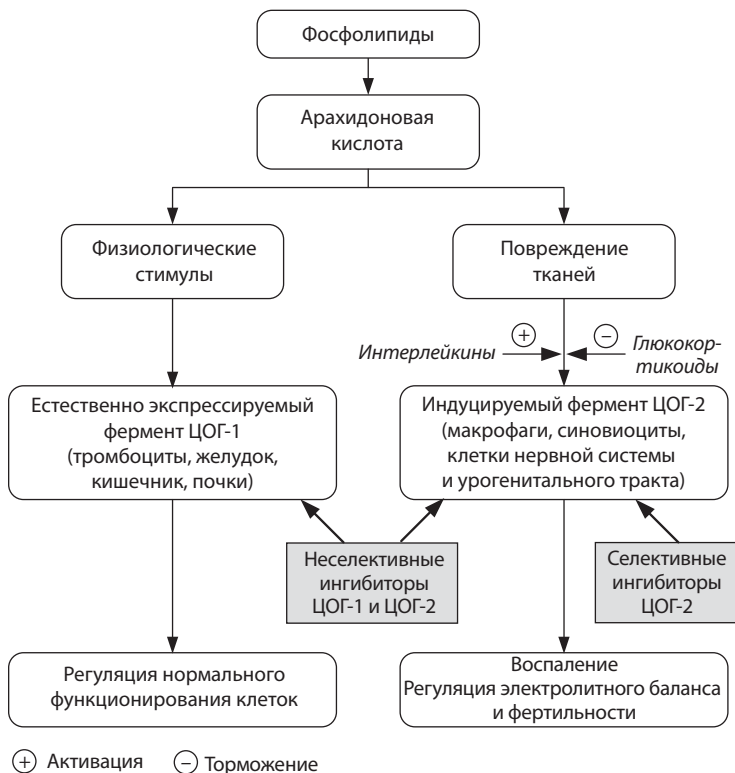 Фосфолипиды
Арахидоновая
кислота
Физиологические
стимулы
Повреждение
тканей
+
−
Интерлейкины
Глюкокор-
тикоиды
Естественно экспрессируемый
фермент ЦОГ-1
(тромбоциты, желудок,
кишечник, почки)
Индуцируемый фермент ЦОГ-2
(макрофаги, синовиоциты,
клетки нервной системы
и урогенитального тракта)
Неселективные
ингибиторы
ЦОГ-1 и ЦОГ-2
Селективные
ингибиторы
ЦОГ-2
Регуляция нормального
функционирования клеток
Воспаление
Регуляция электролитного баланса
и фертильности
+ Активация − Торможение